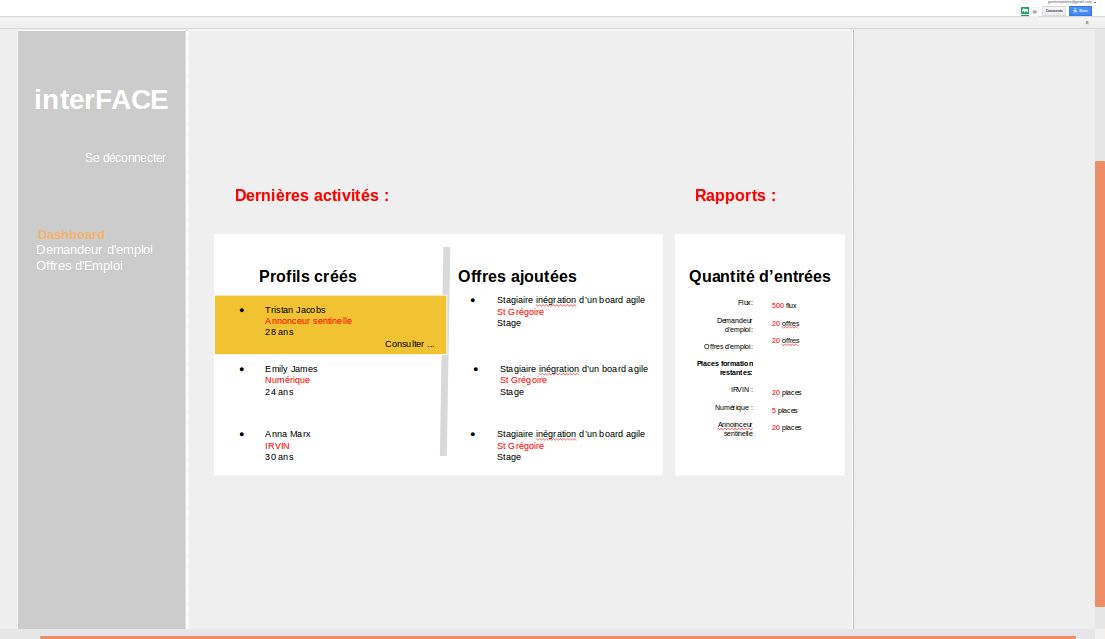 Comments
Share
interFACE
Se déconnecter
Dashboard
Demandeur d'emploi
Offres d'Emploi
Dernières activités :
Profils créés
Tristan Jacobs
Annonceur sentinelle
28 ans
Consulter ...
Emily James
Numérique
24 ans
Anna Marx
IRVIN
30 ans
Offres ajoutées
Stagiaire inégration d'un board agile
St Grégoire
Stage
Stagiaire inégration d'un board agile
St Grégoire
Stage
Stagiaire inégration d'un board agile
St Grégoire
Stage
Rapports :
Quantité d'entrées
Flux: 500 flux
Demandeur 20 offres
d'emploi:
Offres d'emploi: 20 offres
Places formation
restantes:
IRVIN : 20 places
Numérique : 5 places
Annoinceur 20 places
sentinelle